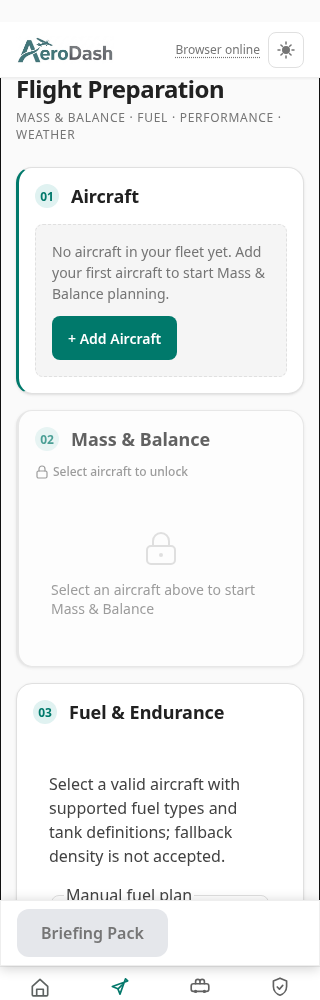 AeroDash
Browser online
Flight Preparation
MASS & BALANCE · FUEL · PERFORMANCE ·
WEATHER
01 Aircraft
No aircraft in your fleet yet. Add
your first aircraft to start Mass &
Balance planning.
+ Add Aircraft
02 Mass & Balance
Select aircraft to unlock
Select an aircraft above to start
Mass & Balance
03 Fuel & Endurance
Select a valid aircraft with
supported fuel types and
tank definitions; fallback
density is not accepted.
Manual fuel plan
Briefing Pack